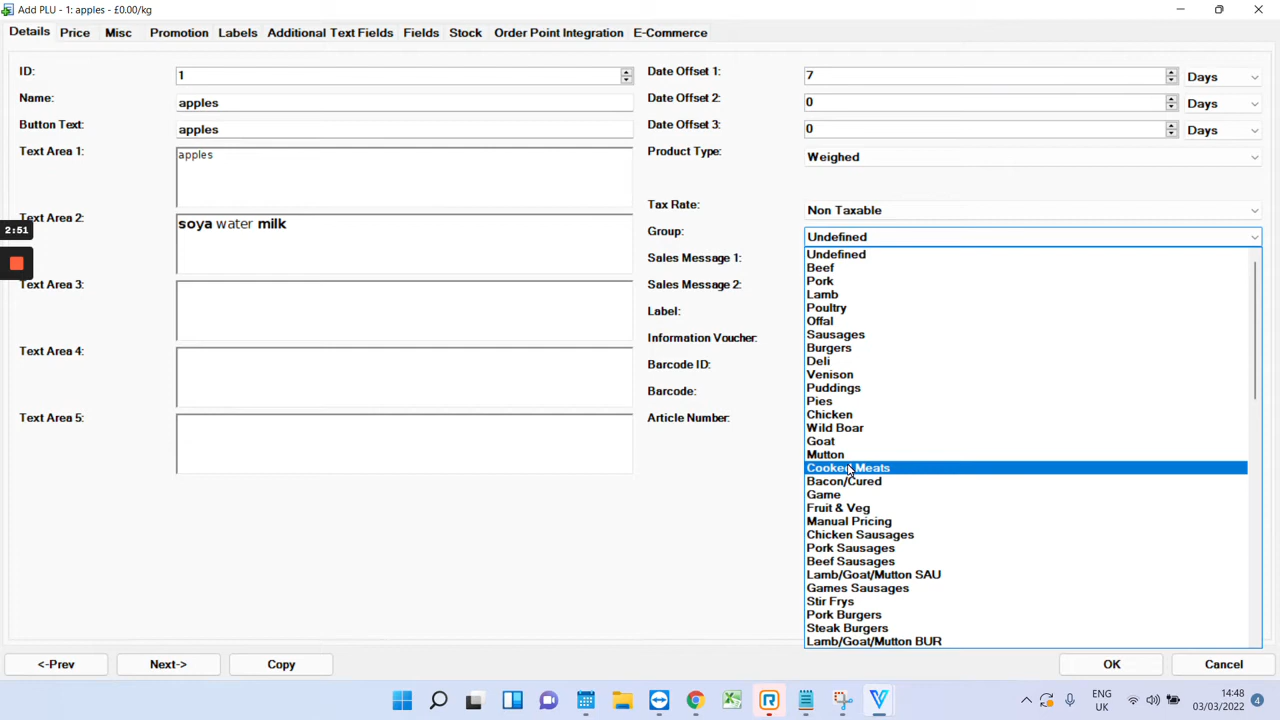 Add PLU - 1: apples - £0.00/kg
Details Price Misc Promotion Labels Additional Text Fields Fields Stock Order Point Integration E-Commerce
ID: 1
Name: apples
Button Text: apples
Text Area 1: apples
Text Area 2: soya water milk
Text Area 3:
Text Area 4:
Text Area 5:
2:51
Date Offset 1: 7 Days
Date Offset 2: 0 Days
Date Offset 3: 0 Days
Product Type: Weighed
Tax Rate: Non Taxable
Group: Undefined
Sales Message 1:
Sales Message 2:
Label:
Information Voucher:
Barcode ID:
Barcode:
Article Number:
Undefined
Beef
Pork
Lamb
Poultry
Offal
Sausages
Burgers
Deli
Venison
Puddings
Pies
Chicken
Wild Boar
Goat
Mutton
Cooked Meats
Bacon/Cured
Game
Fruit & Veg
Manual Pricing
Chicken Sausages
Pork Sausages
Beef Sausages
Lamb/Goat/Mutton SAU
Games Sausages
Stir Frys
Pork Burgers
Steak Burgers
Lamb/Goat/Mutton BUR
<-Prev Next-> Copy OK Cancel
ENG
UK
14:48
03/03/2022
4